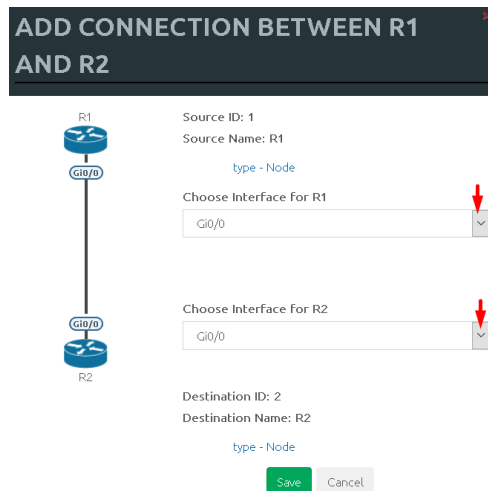 ADD CONNECTION BETWEEN R1
AND R2
R1
Source ID: 1
Source Name: R1
Gi0/0
type - Node
Choose Interface for R1
Gi0/0
Choose Interface for R2
Gi0/0
Gi0/0
R2
Destination ID: 2
Destination Name: R2
type - Node
Save
Cancel